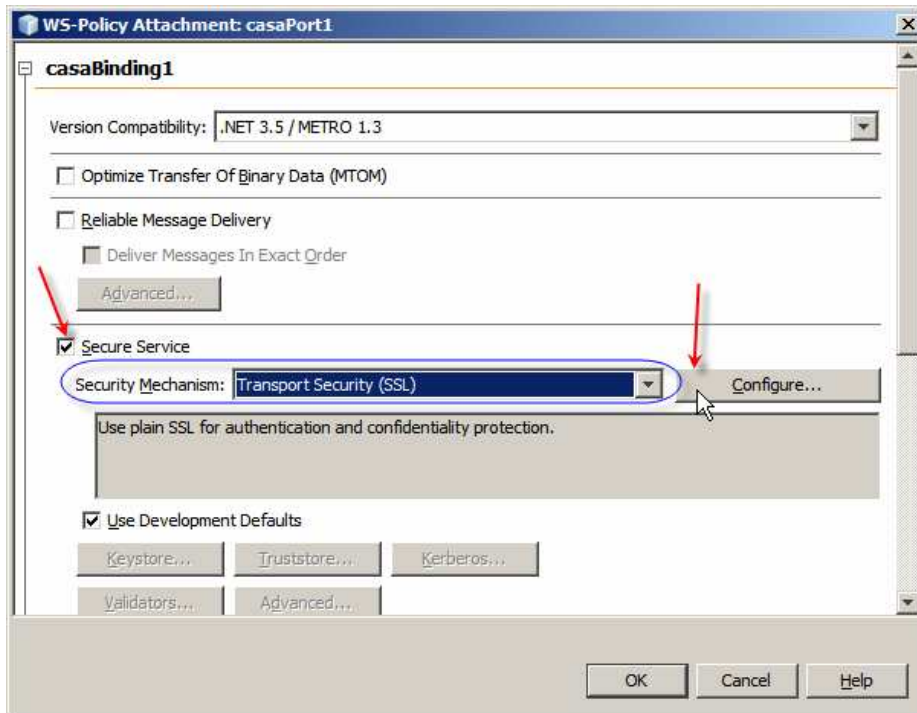 WS-Policy Attachment: casaPort1
casaBinding1
Version Compatibility: .NET 3.5 / METRO 1.3
Optimize Transfer Of Binary Data (MTOM)
Reliable Message Delivery
Deliver Messages In Exact Order
Advanced...
Secure Service
Security Mechanism: Transport Security (SSL) Configure...
Use plain SSL for authentication and confidentiality protection.
Use Development Defaults
Keystore... Truststore... Kerberos...
Validators... Advanced...
OK Cancel Help